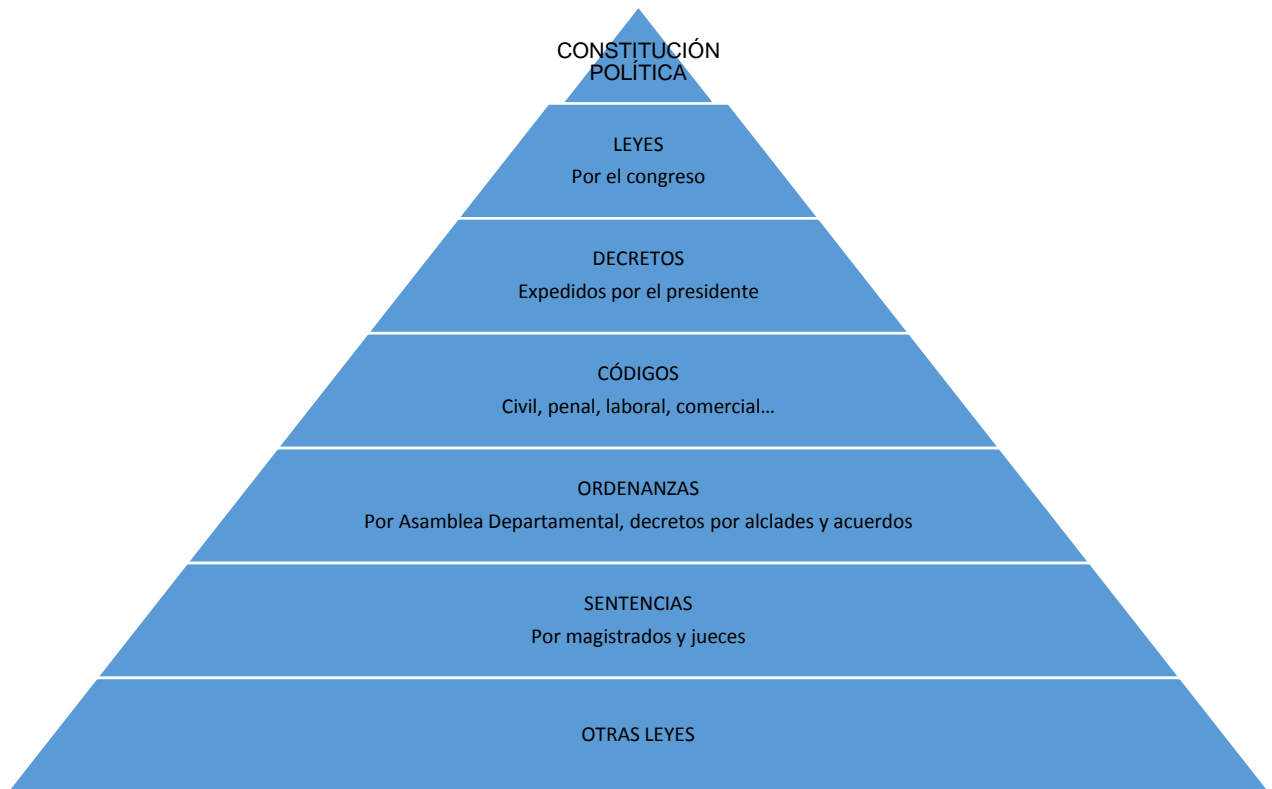 CONSTITUCIÓN
POLÍTICA
LEYES
Por el congreso
DECRETOS
Expedidos por el presidente
CÓDIGOS
Civil, penal, laboral, comercial…
ORDENANZAS
Por Asamblea Departamental, decretos por alclades y acuerdos
SENTENCIAS
Por magistrados y jueces
OTRAS LEYES